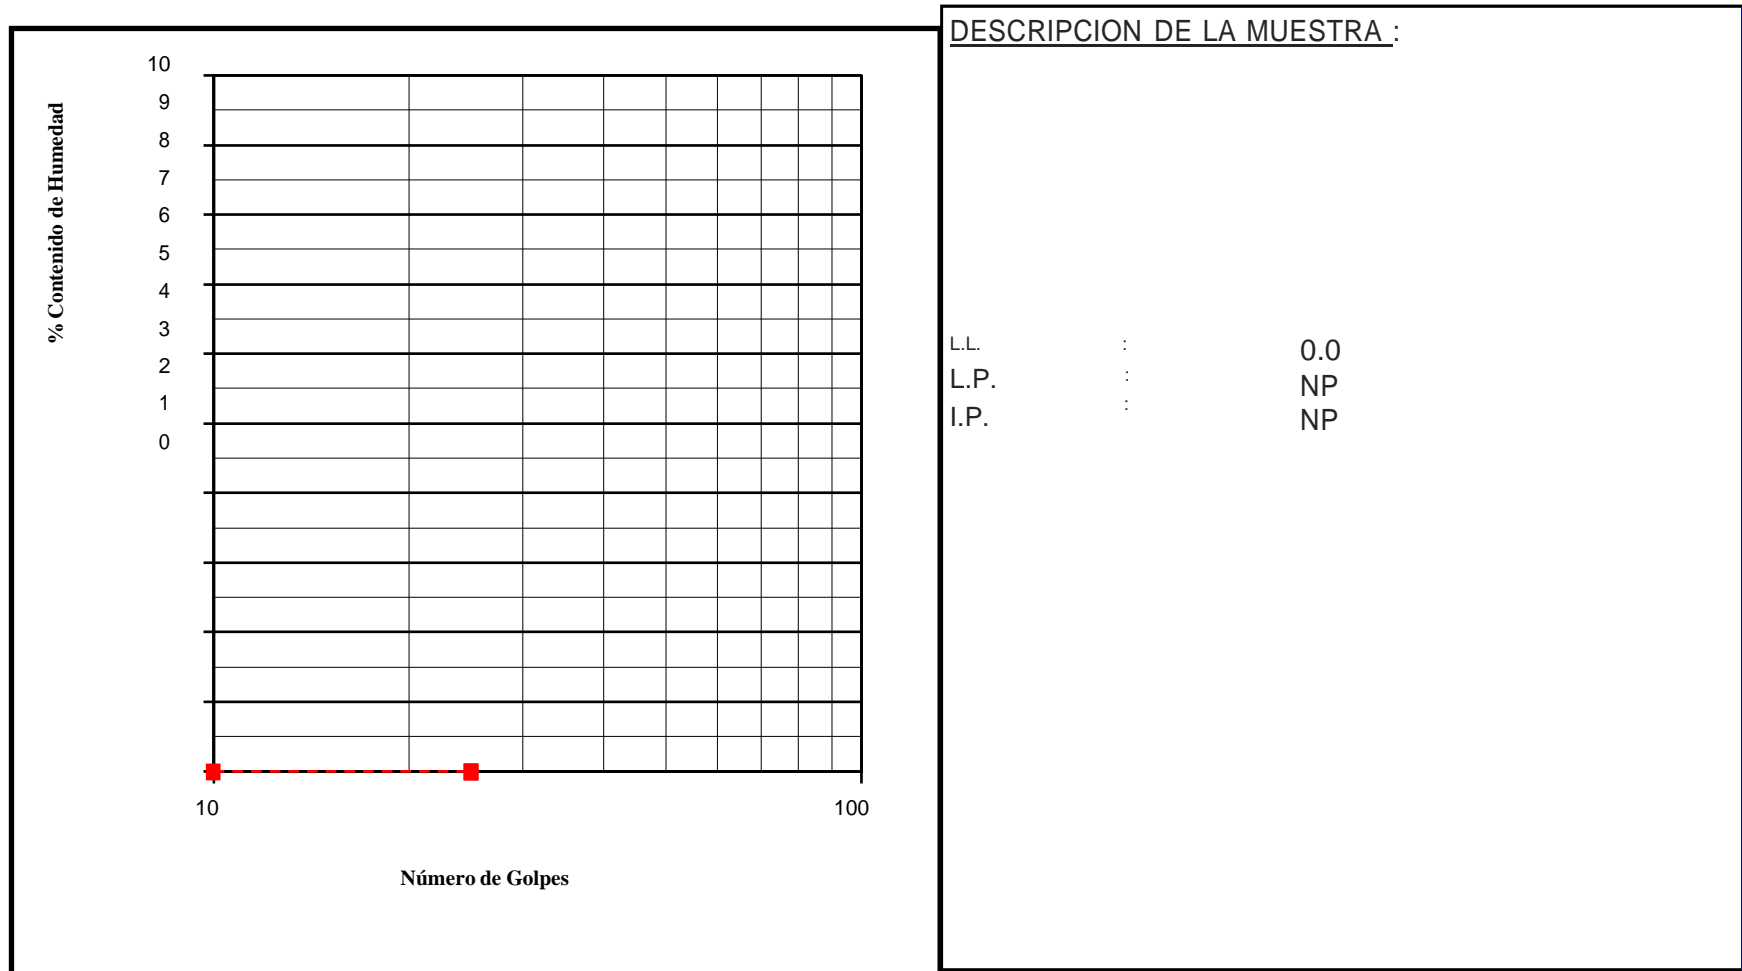 % Contenido de Humedad
10
9
8
7
6
5
4
3
2
1
0
10 100
Número de Golpes
DESCRIPCION DE LA MUESTRA :
L.L. : 0.0
L.P. : NP
I.P. : NP